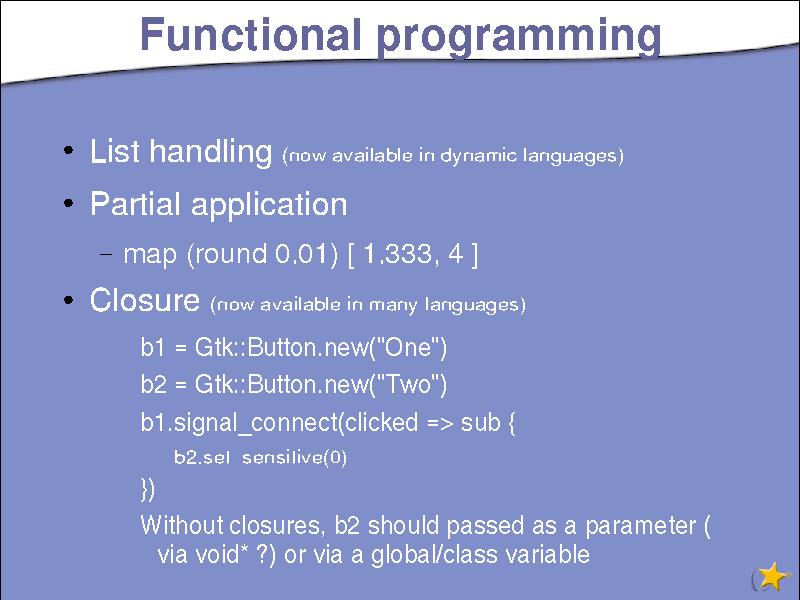 Functional programming
• List handling (now available in dynamic languages)
• Partial application
– map (round 0.01) [ 1.333, 4 ]
• Closure (now available in many languages)
b1 = Gtk::Button.new("One")
b2 = Gtk::Button.new("Two")
b1.signal_connect(clicked => sub {
b2.set_sensitive(0)
})
Without closures, b2 should passed as a parameter (
via void* ?) or via a global/class variable